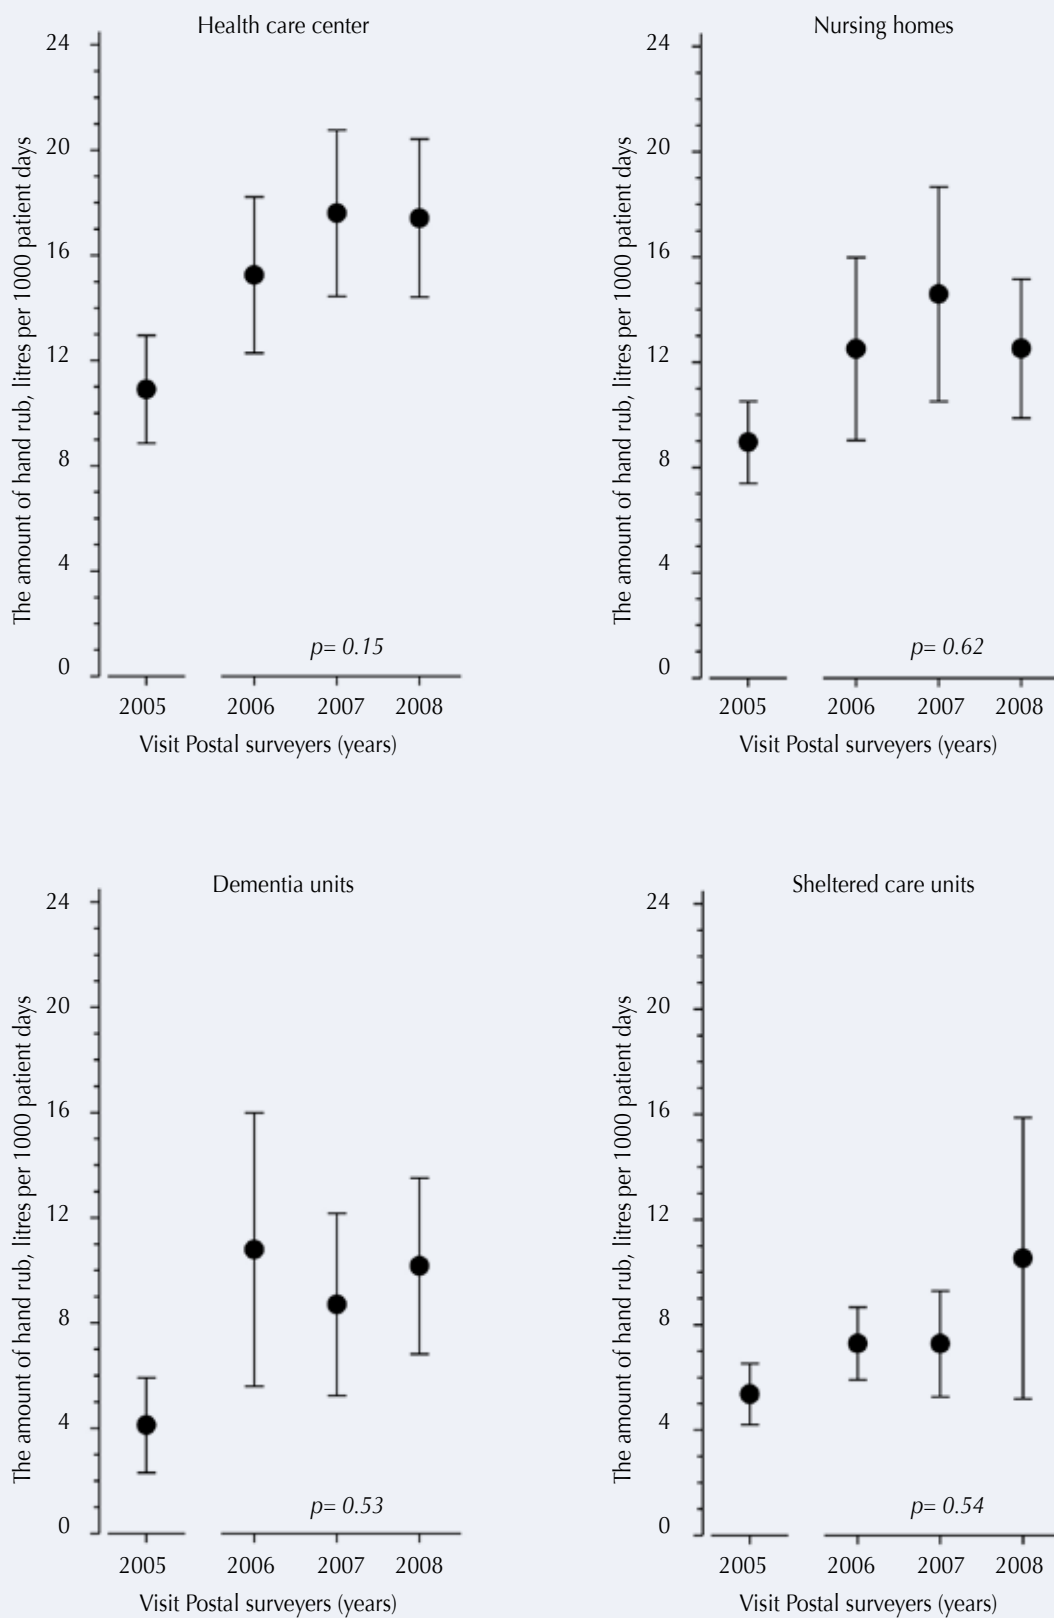 Health care center
The amount of hand rub, litres per 1000 patient days
24
20
16
12
8
4
0
p= 0.15
2005 2006 2007 2008
Visit Postal surveyers (years)
Nursing homes
The amount of hand rub, litres per 1000 patient days
24
20
16
12
8
4
0
p= 0.62
2005 2006 2007 2008
Visit Postal surveyers (years)
Dementia units
The amount of hand rub, litres per 1000 patient days
24
20
16
12
8
4
0
p= 0.53
2005 2006 2007 2008
Visit Postal surveyers (years)
Sheltered care units
The amount of hand rub, litres per 1000 patient days
24
20
16
12
8
4
0
p= 0.54
2005 2006 2007 2008
Visit Postal surveyers (years)